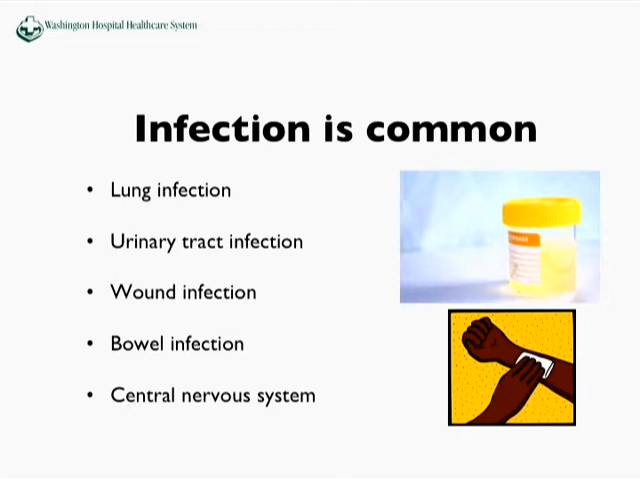 Washington Hospital Healthcare System
Infection is common
• Lung infection
• Urinary tract infection
• Wound infection
• Bowel infection
• Central nervous system